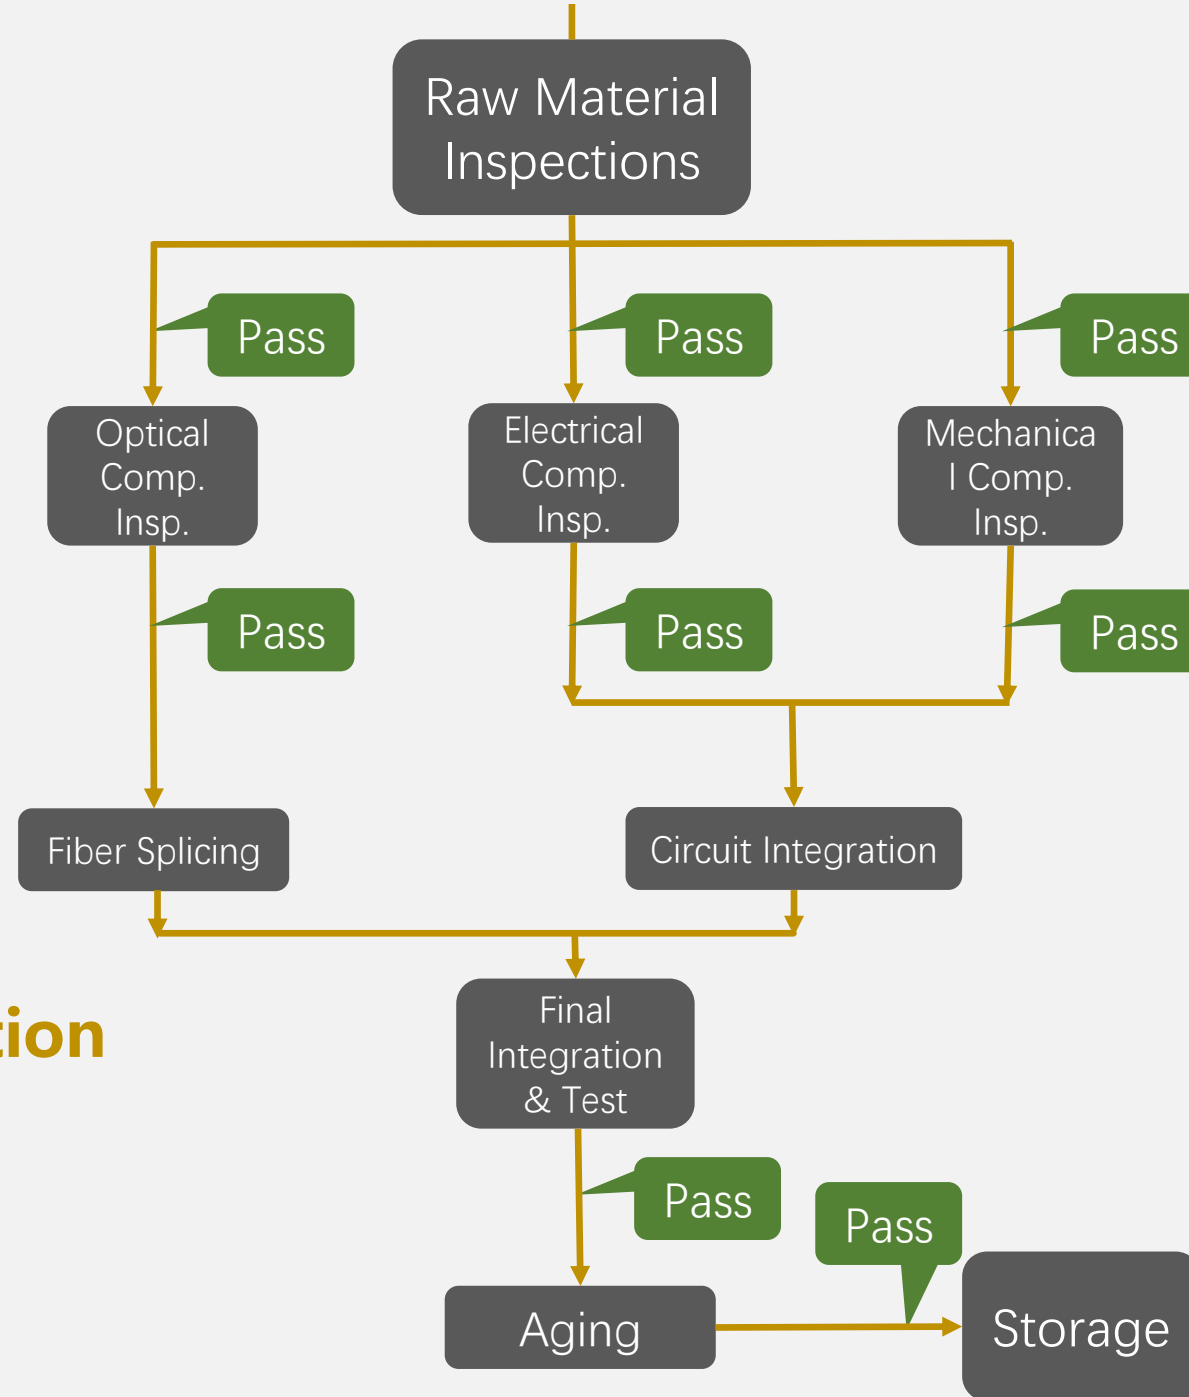 Raw Material
Inspections
Pass
Pass
Pass
Optical
Comp.
Insp.
Electrical
Comp.
Insp.
Mechanica
l Comp.
Insp.
Pass
Pass
Pass
Fiber Splicing
Circuit Integration
Final
Integration
& Test
tion
Pass
Pass
Aging
Storage